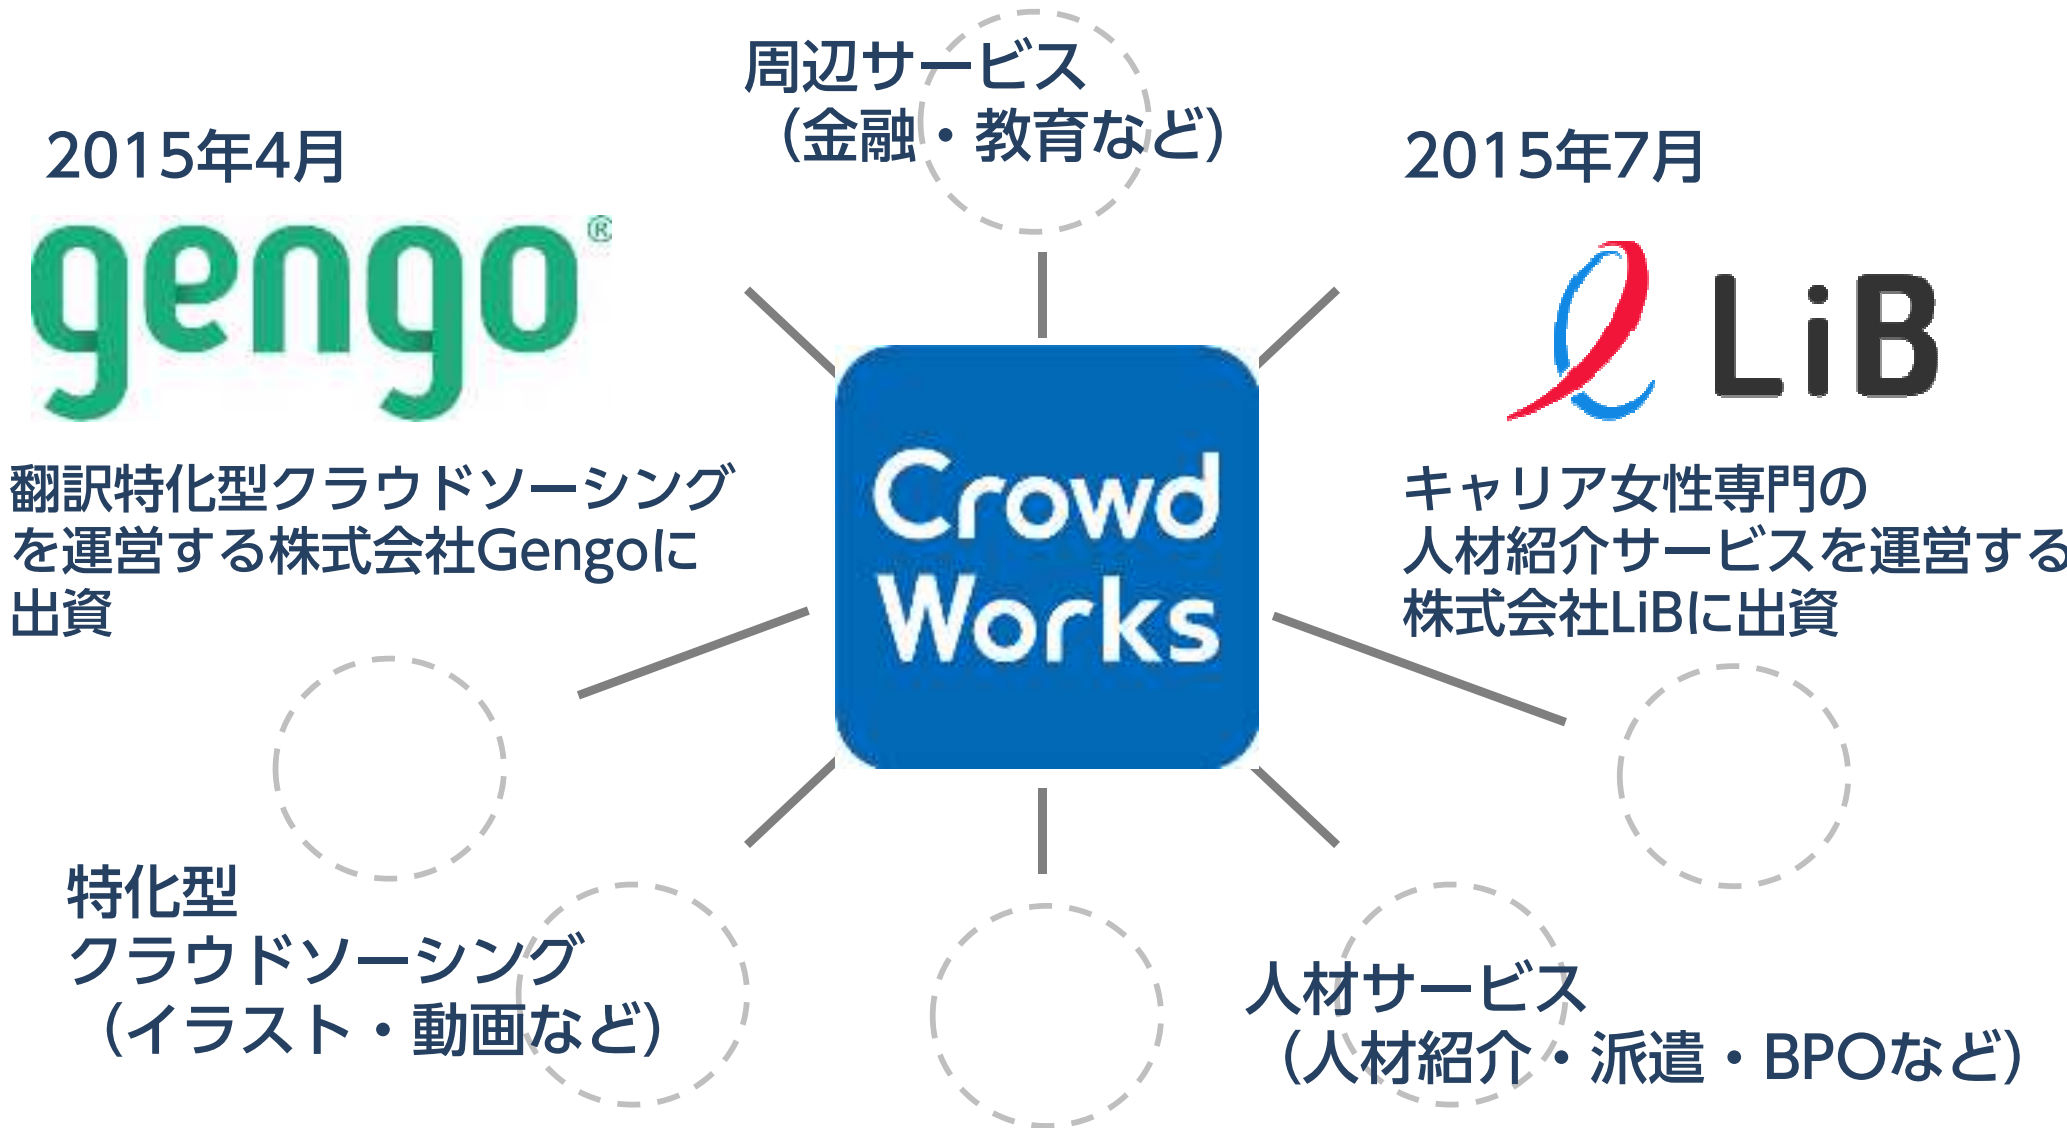 周辺サービス
（金融・教育など）
2015年4月
gengo®
翻訳特化型クラウドソーシング
を運営する株式会社Gengoに
出資
2015年7月
LiB
キャリア女性専門の
人材紹介サービスを運営する
株式会社LiBに出資
Crowd
Works
特化型
クラウドソーシング
（イラスト・動画など）
人材サービス
（人材紹介・派遣・BPOなど）